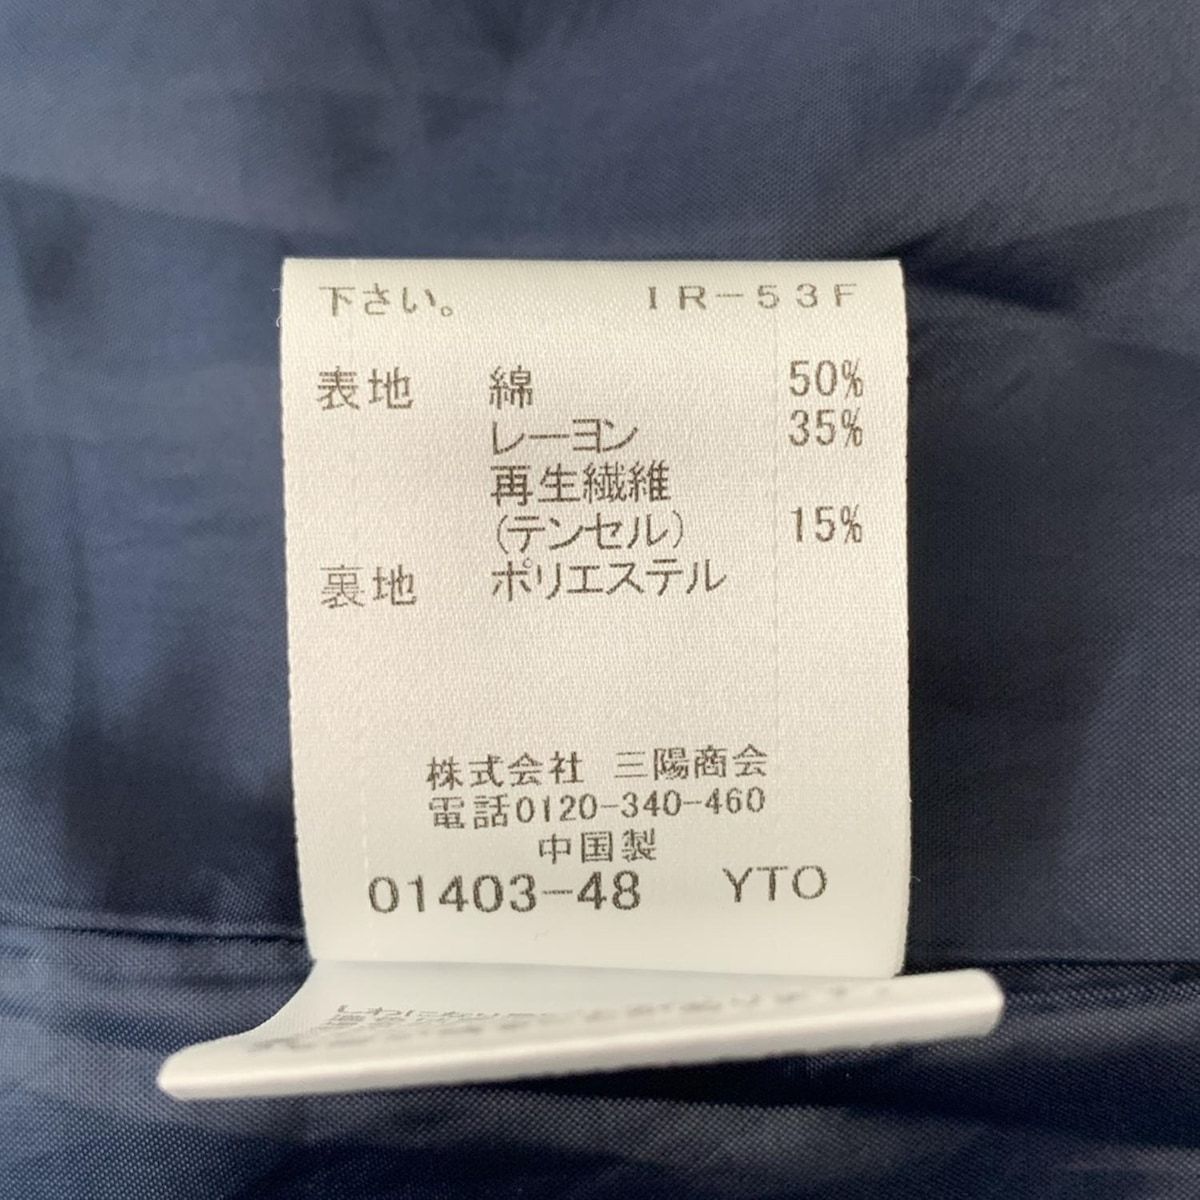 下さい。 IR-53F
表地 綿 50%
レーヨン 35%
再生繊維
(テンセル) 15%
裏地 ポリエステル
株式会社 三陽商会
電話0120-340-460
中国製
01403-48 YTO